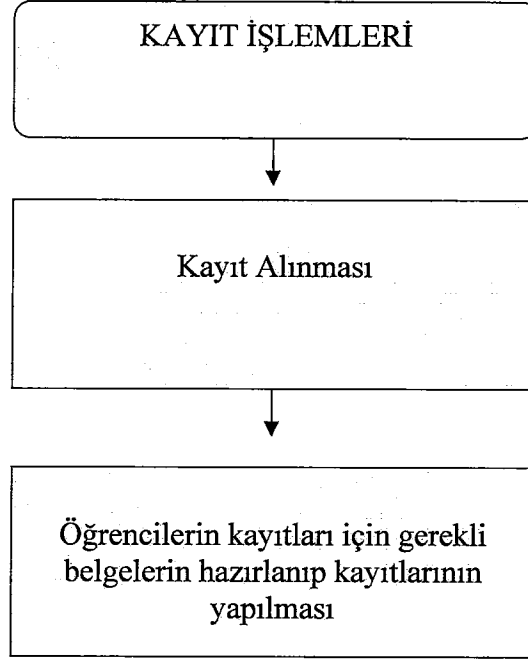 KAYIT İŞLEMLERİ
Kayıt Alınması
Öğrencilerin kayıtları için gerekli
belgelerin hazırlanıp kayıtlarının
yapılması